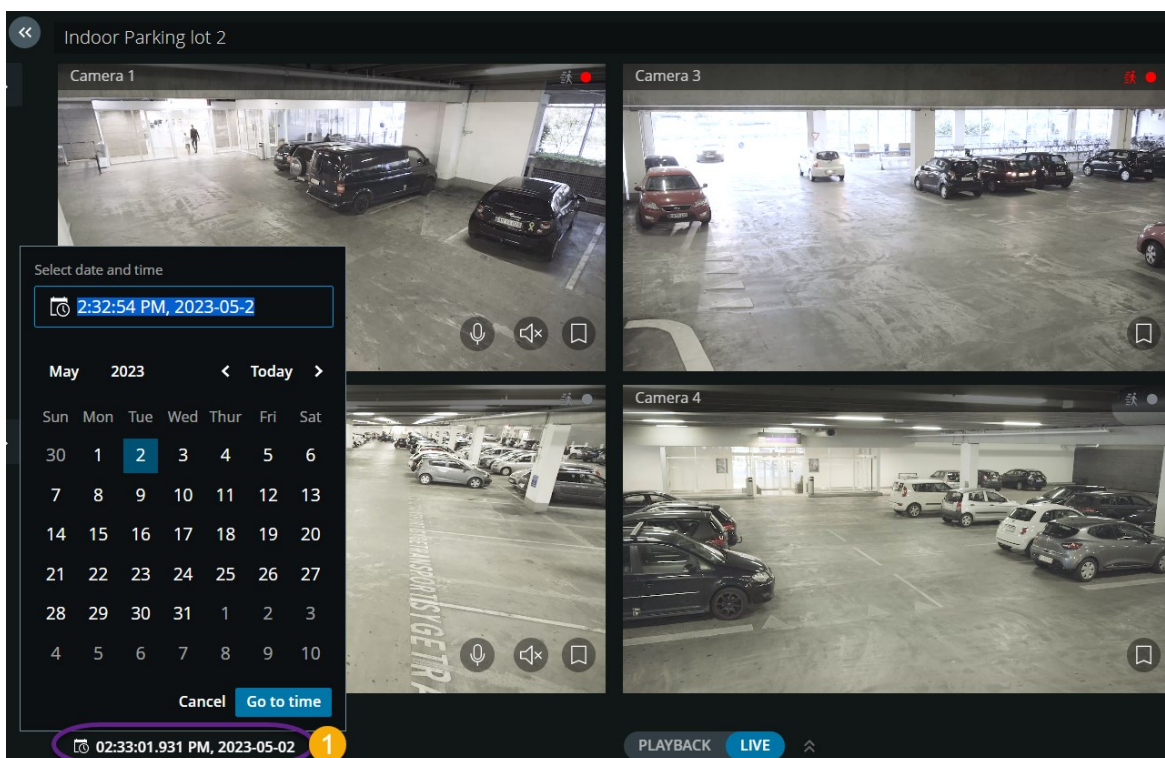 Indoor Parking lot 2
Camera 1
Camera 3
Select date and time
2:32:54 PM, 2023-05-2
May 2023 < Today >
Sun Mon Tue Wed Thur Fri Sat
30 1 2 3 4 5 6
7 8 9 10 11 12 13
14 15 16 17 18 19 20
21 22 23 24 25 26 27
28 29 30 31 1 2 3
4 5 6 7 8 9 10
Cancel Go to time
02:33:01.931 PM, 2023-05-02 1
Camera 4
PLAYBACK LIVE